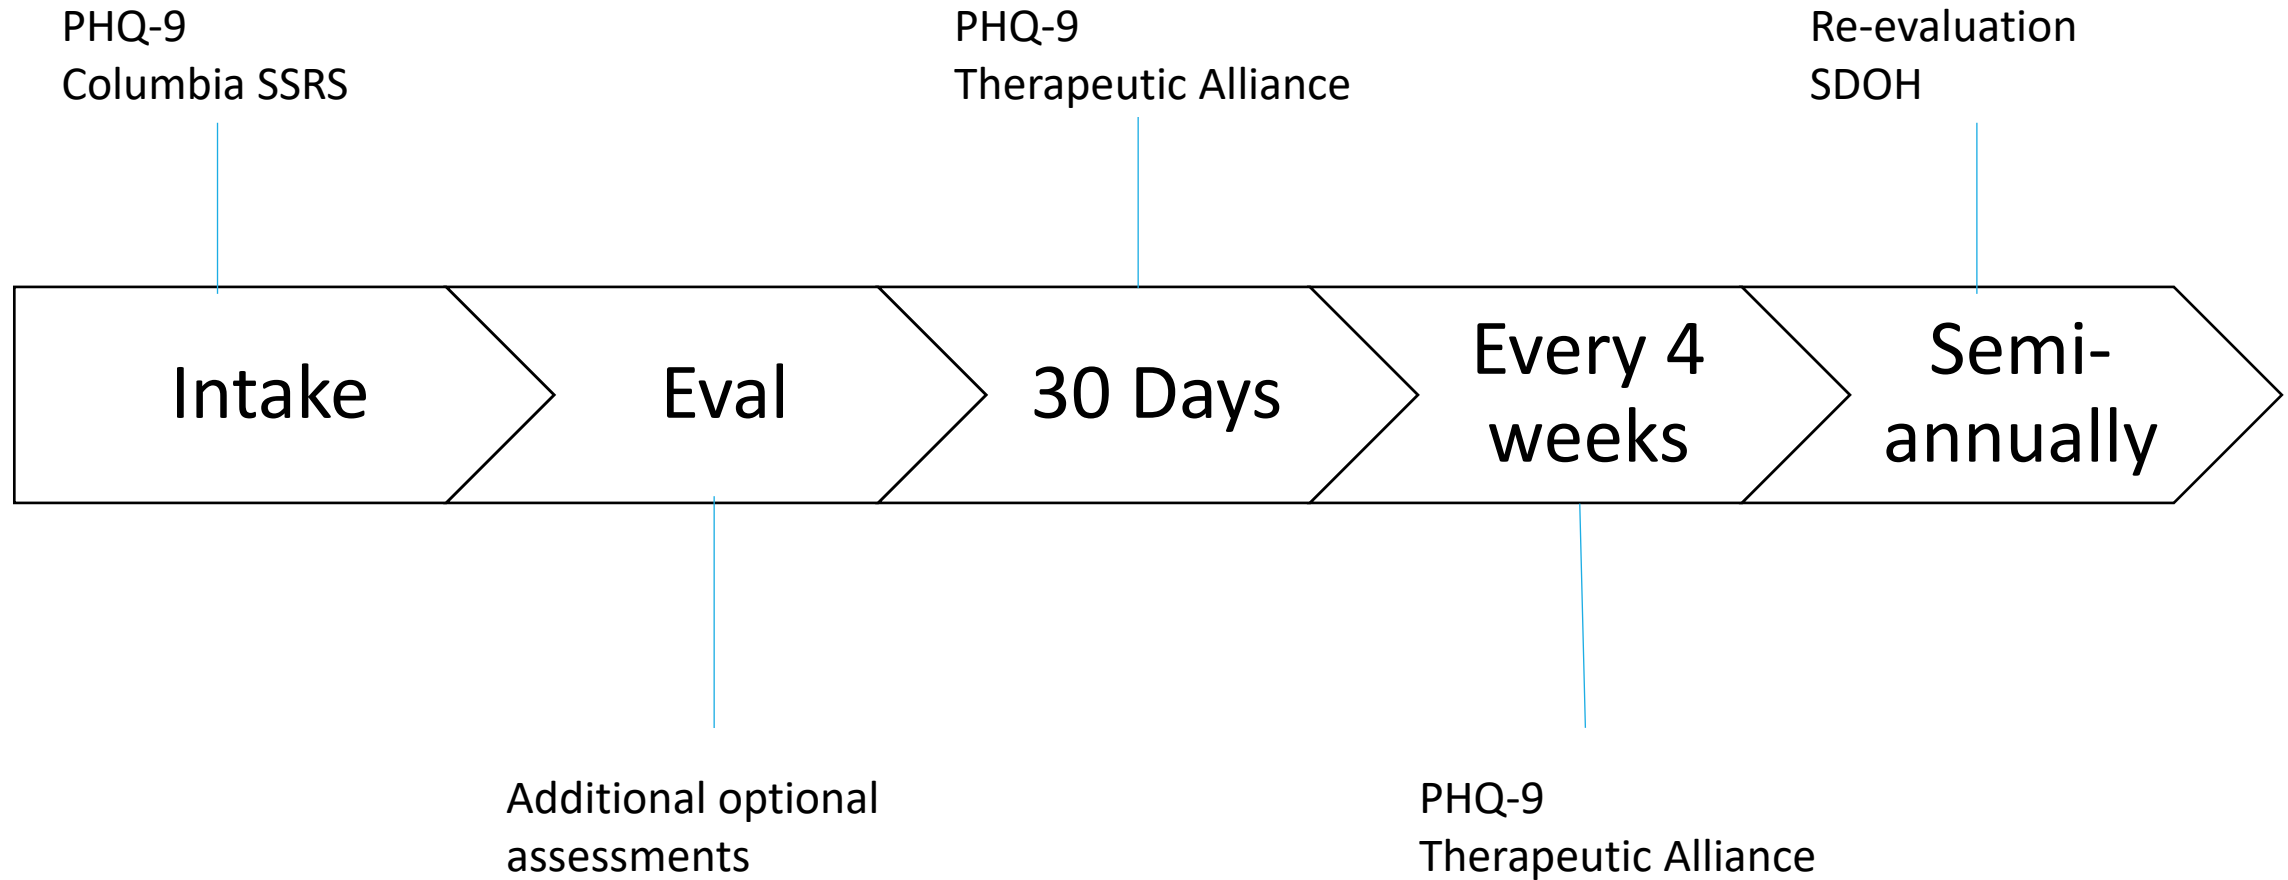 PHQ-9
Columbia SSRS
PHQ-9
Therapeutic Alliance
Re-evaluation
SDOH
Intake
Eval
30 Days
Every 4
weeks
Semi-
annually
Additional optional
assessments
PHQ-9
Therapeutic Alliance